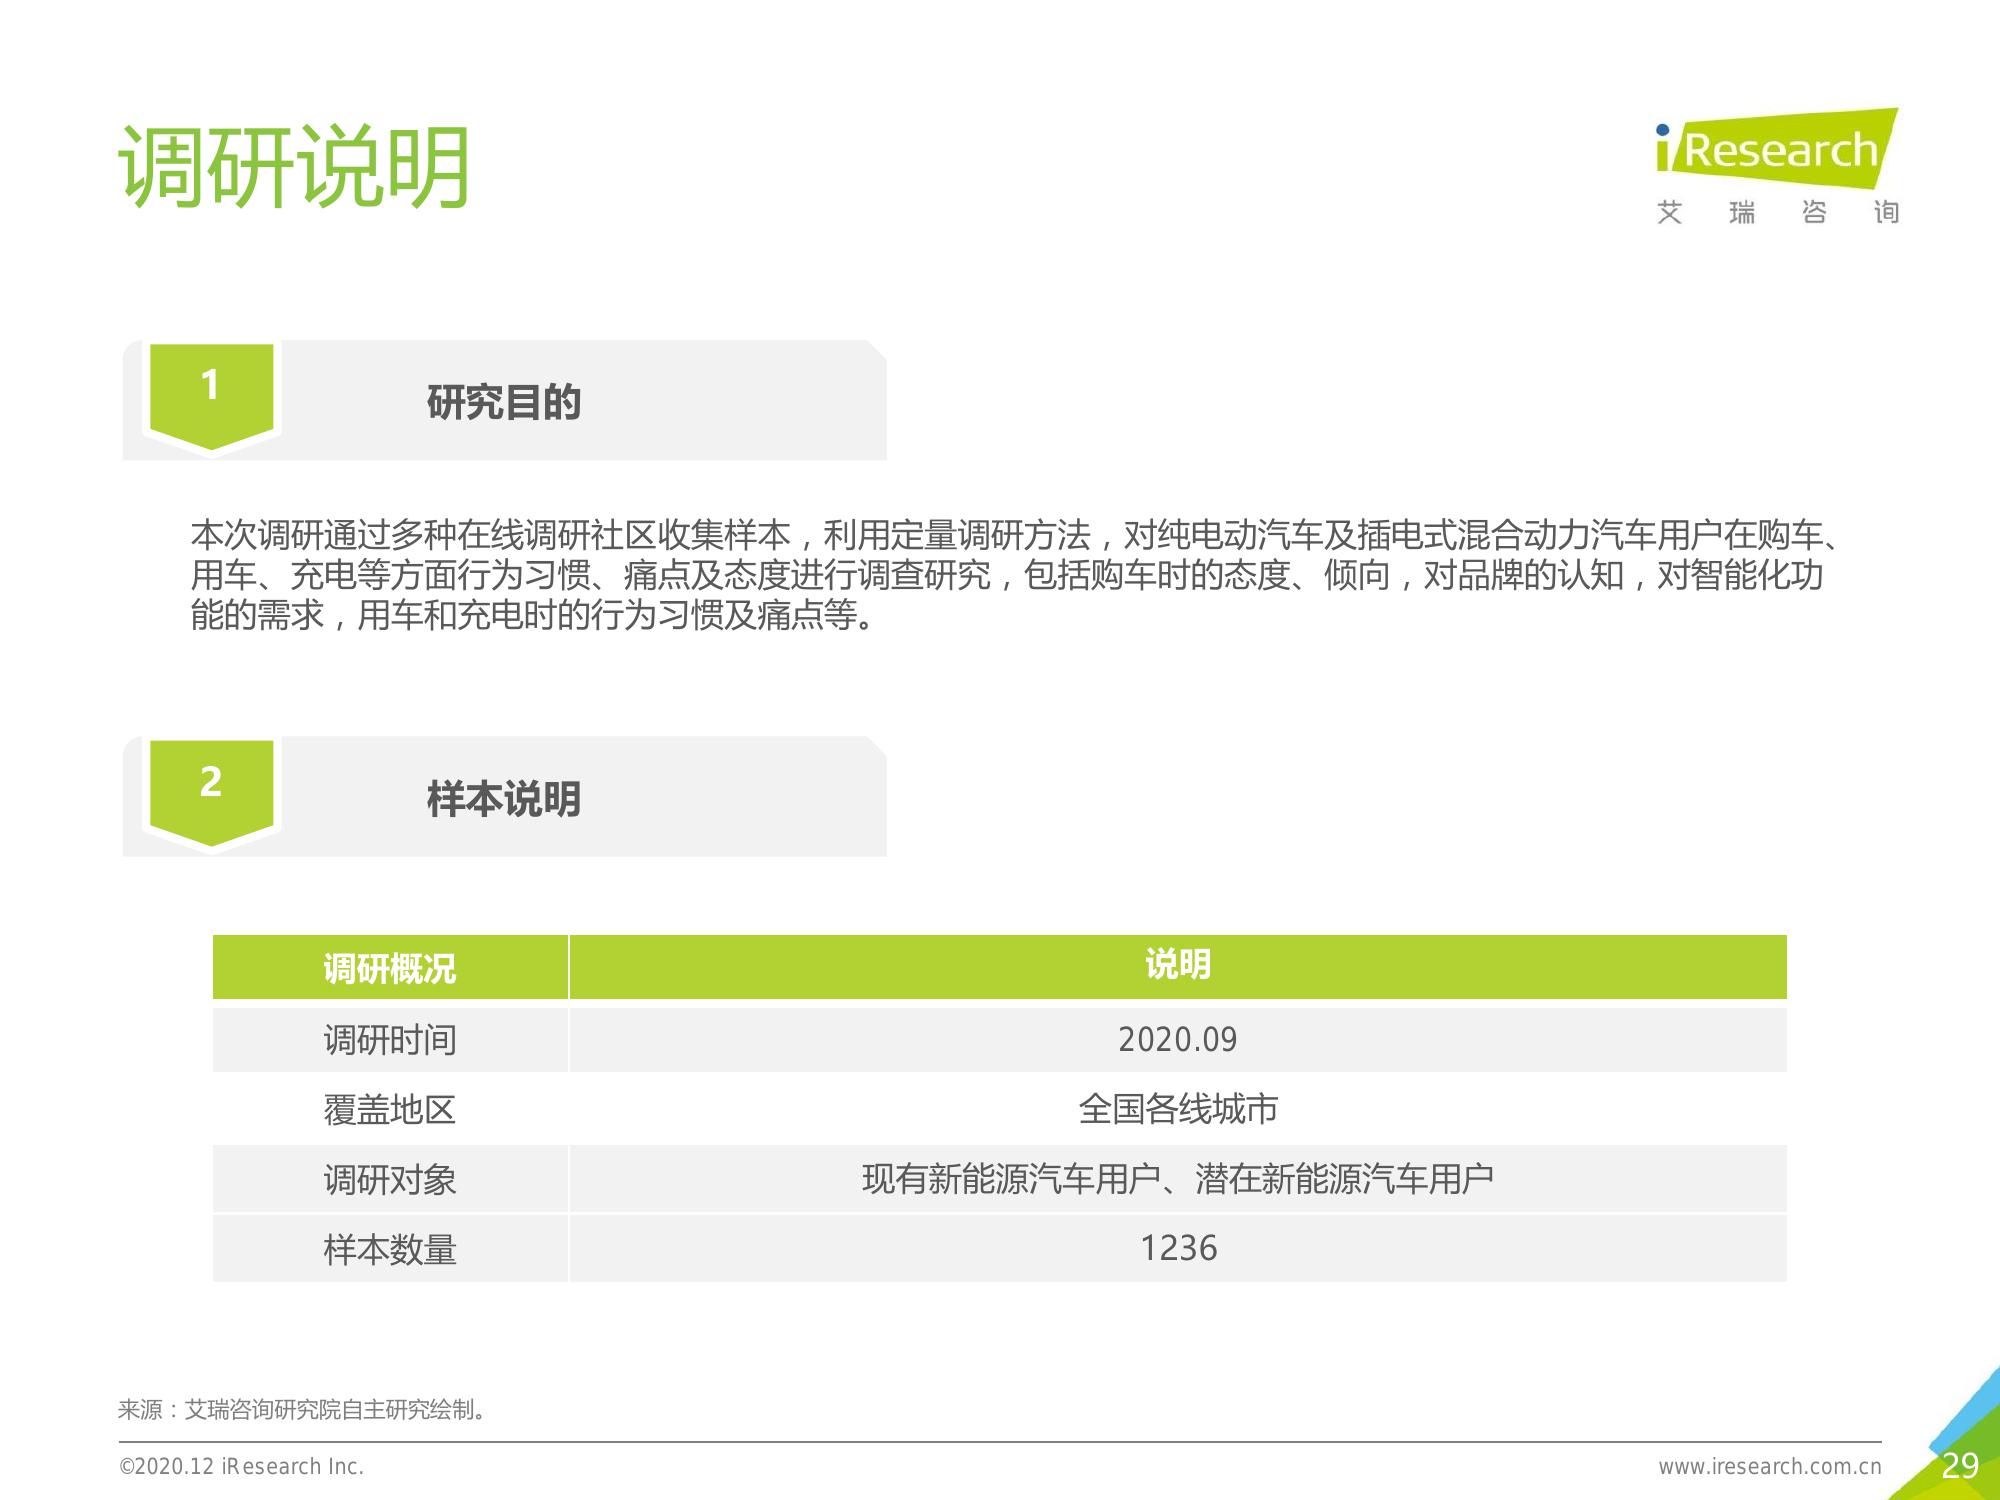 调研说明
iResearch
艾瑞咨询
1
研究目的
本次调研通过多种在线调研社区收集样本，利用定量调研方法，对纯电动汽车及插电式混合动力汽车用户在购车、
用车、充电等方面行为习惯、痛点及态度进行调查研究，包括购车时的态度、倾向，对品牌的认知，对智能化功
能的需求，用车和充电时的行为习惯及痛点等。
2
样本说明
调研概况 说明
调研时间 2020.09
覆盖地区 全国各线城市
调研对象 现有新能源汽车用户、潜在新能源汽车用户
样本数量 1236
来源：艾瑞咨询研究院自主研究绘制。
©2020.12 iResearch Inc. www.iresearch.com.cn 29